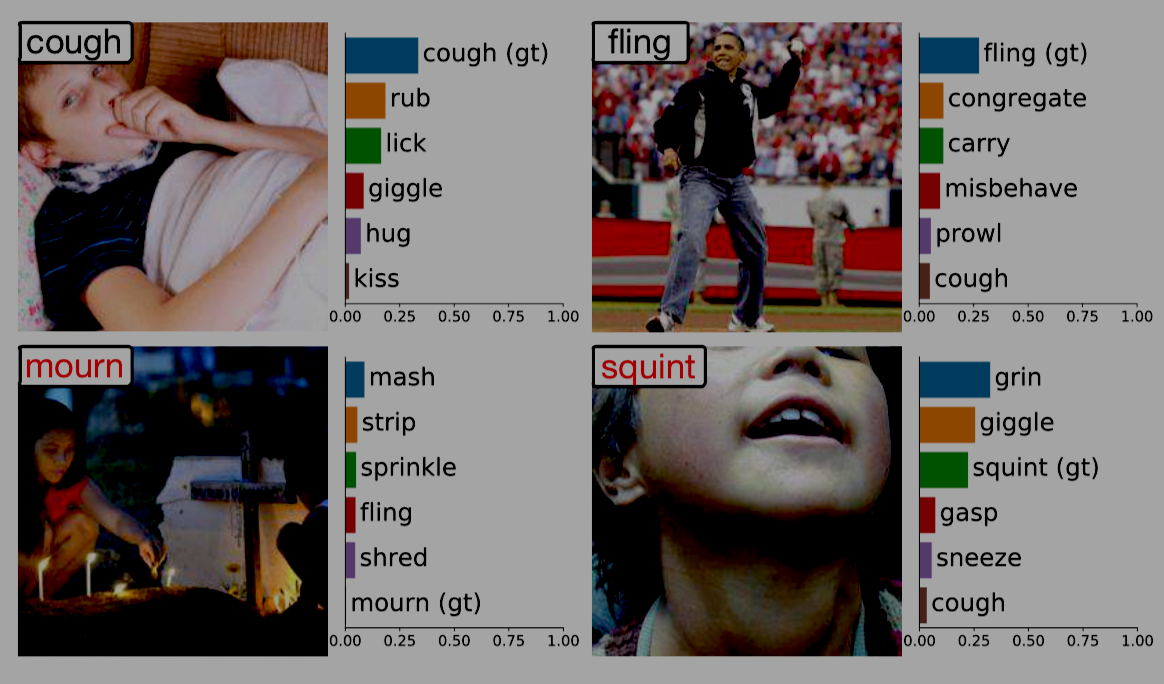 cough
cough (gt)
rub
lick
giggle
hug
kiss
0.00 0.25 0.50 0.75 1.00
fling
fling (gt)
congregate
carry
misbehave
prowl
cough
0.00 0.25 0.50 0.75 1.00
mourn
mash
strip
sprinkle
fling
shred
mourn (gt)
0.00 0.25 0.50 0.75 1.00
squint
grin
giggle
squint (gt)
gasp
sneeze
cough
0.00 0.25 0.50 0.75 1.00